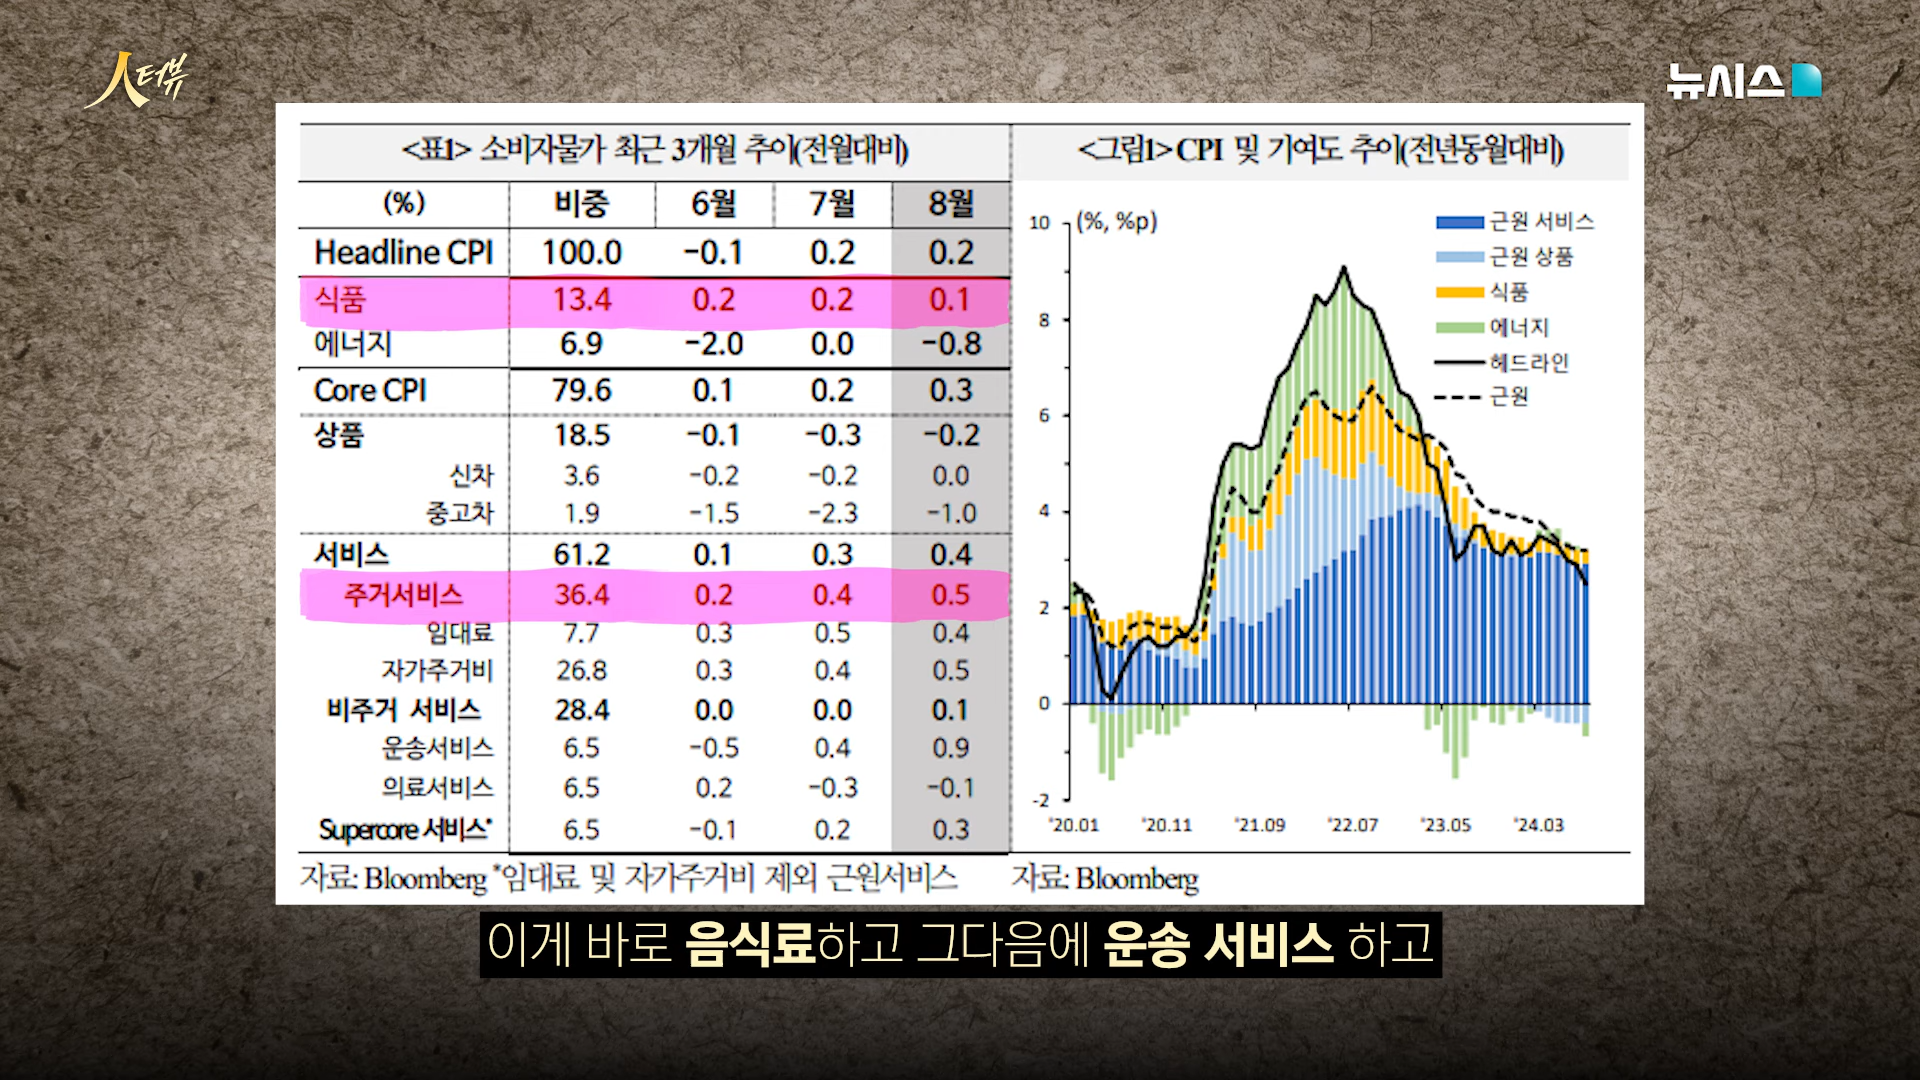 人터뷰
뉴시스
<표1> 소비자물가 최근 3개월 추이(전월대비)
(%) 비중 6월 7월 8월
Headline CPI 100.0 -0.1 0.2 0.2
식품 13.4 0.2 0.2 0.1
에너지 6.9 -2.0 0.0 -0.8
Core CPI 79.6 0.1 0.2 0.3
상품 18.5 -0.1 -0.3 -0.2
신차 3.6 -0.2 -0.2 0.0
중고차 1.9 -1.5 -2.3 -1.0
서비스 61.2 0.1 0.3 0.4
주거서비스 36.4 0.2 0.4 0.5
임대료 7.7 0.3 0.5 0.4
자가주거비 26.8 0.3 0.4 0.5
비주거 서비스 28.4 0.0 0.0 0.1
운송서비스 6.5 -0.5 0.4 0.9
의료서비스 6.5 0.2 -0.3 -0.1
Supercore 서비스* 6.5 -0.1 0.2 0.3
자료: Bloomberg *임대료 및 자가주거비 제외 근원서비스
<그림1> CPI 및 기여도 추이(전년동월대비)
(%, %p)
근원 서비스
근원 상품
식품
에너지
헤드라인
근원
10
8
6
4
2
0
-2
'20.01 '20.11 '21.09 '22.07 '23.05 '24.03
자료: Bloomberg
이게 바로 음식료하고 그다음에 운송 서비스 하고